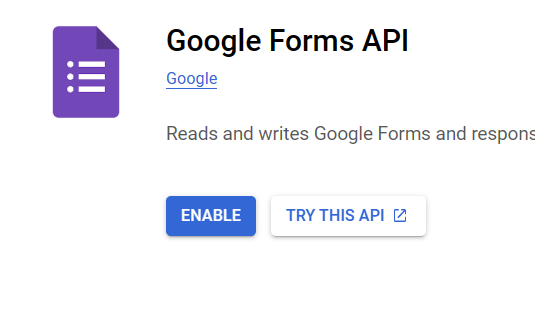 Google Forms API
Google
Reads and writes Google Forms and respons
ENABLE
TRY THIS API